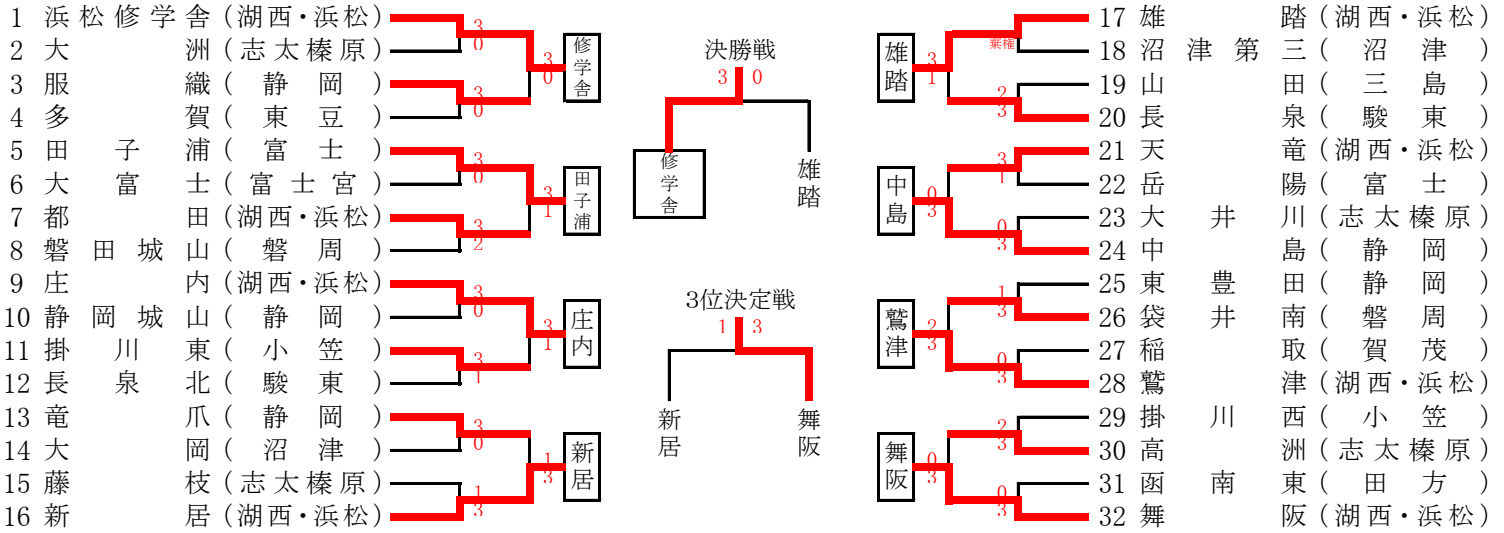 1 浜松修学舎 (湖西・浜松)
2 大洲 (志太榛原)
3 服織 (静岡)
4 多賀 (東豆)
5 田子浦 (富士)
6 大富士 (富士宮)
7 都田 (湖西・浜松)
8 磐田城山 (磐周)
9 庄内 (湖西・浜松)
10 静岡城山 (静岡)
11 掛川東 (小笠)
12 長泉北 (駿東)
13 竜爪 (静岡)
14 大岡 (沼津)
15 藤枝 (志太榛原)
16 新居 (湖西・浜松)
3
0
3
0
3
0
3
2
3
0
3
1
3
0
1
3
3
0
3
1
3
1
1
3
修学舎
田子浦
庄内
新居
決勝戦
3 0
修学舎
雄踏
3位決定戦
1 3
新居
舞阪
雄踏
中島
鷲津
舞阪
3
1
0
3
2
3
0
3
棄権
2
3
3
1
0
3
1
3
0
3
2
3
0
3
17 雄踏 (湖西・浜松)
18 沼津第三 (沼津)
19 山田 (三島)
20 長泉 (駿東)
21 天竜 (湖西・浜松)
22 岳陽 (富士)
23 大井川 (志太榛原)
24 中島 (静岡)
25 東豊田 (静岡)
26 袋井南 (磐周)
27 稲取 (賀茂)
28 鷲津 (湖西・浜松)
29 掛川西 (小笠)
30 高洲 (志太榛原)
31 函南東 (田方)
32 舞阪 (湖西・浜松)